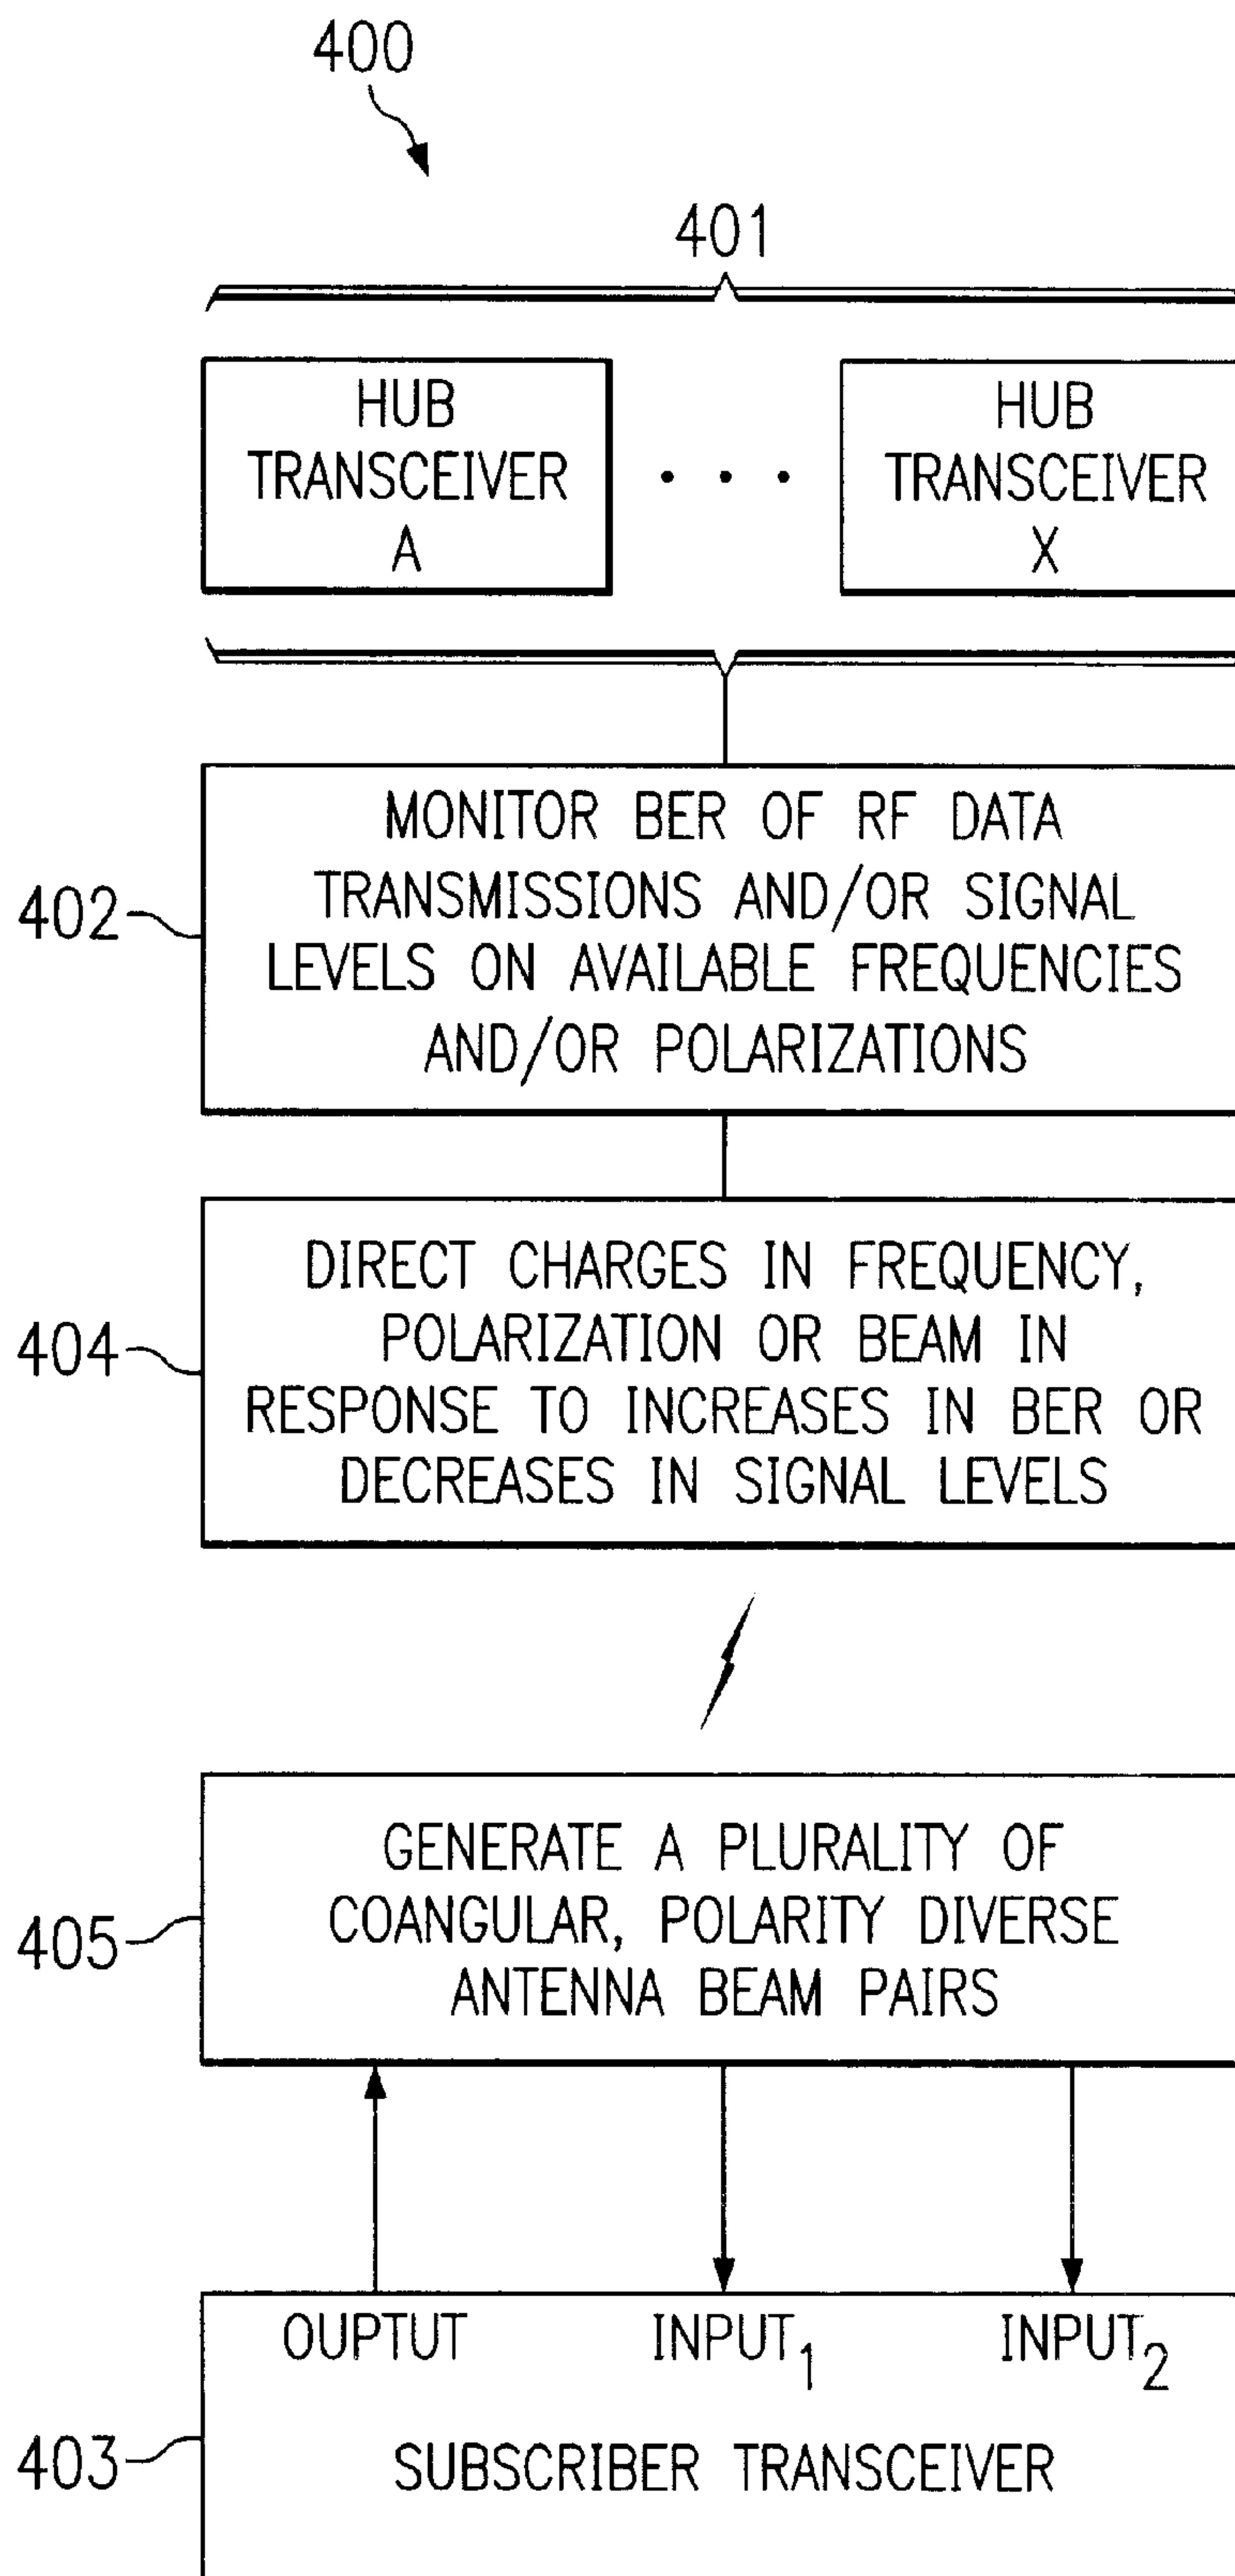 400
401
HUB
TRANSCEIVER
A
. . .
HUB
TRANSCEIVER
X
402
MONITOR BER OF RF DATA
TRANSMISSIONS AND/OR SIGNAL
LEVELS ON AVAILABLE FREQUENCIES
AND/OR POLARIZATIONS
404
DIRECT CHARGES IN FREQUENCY,
POLARIZATION OR BEAM IN
RESPONSE TO INCREASES IN BER OR
DECREASES IN SIGNAL LEVELS
405
GENERATE A PLURALITY OF
COANGULAR, POLARITY DIVERSE
ANTENNA BEAM PAIRS
OUPTUT INPUT1 INPUT2
403
SUBSCRIBER TRANSCEIVER